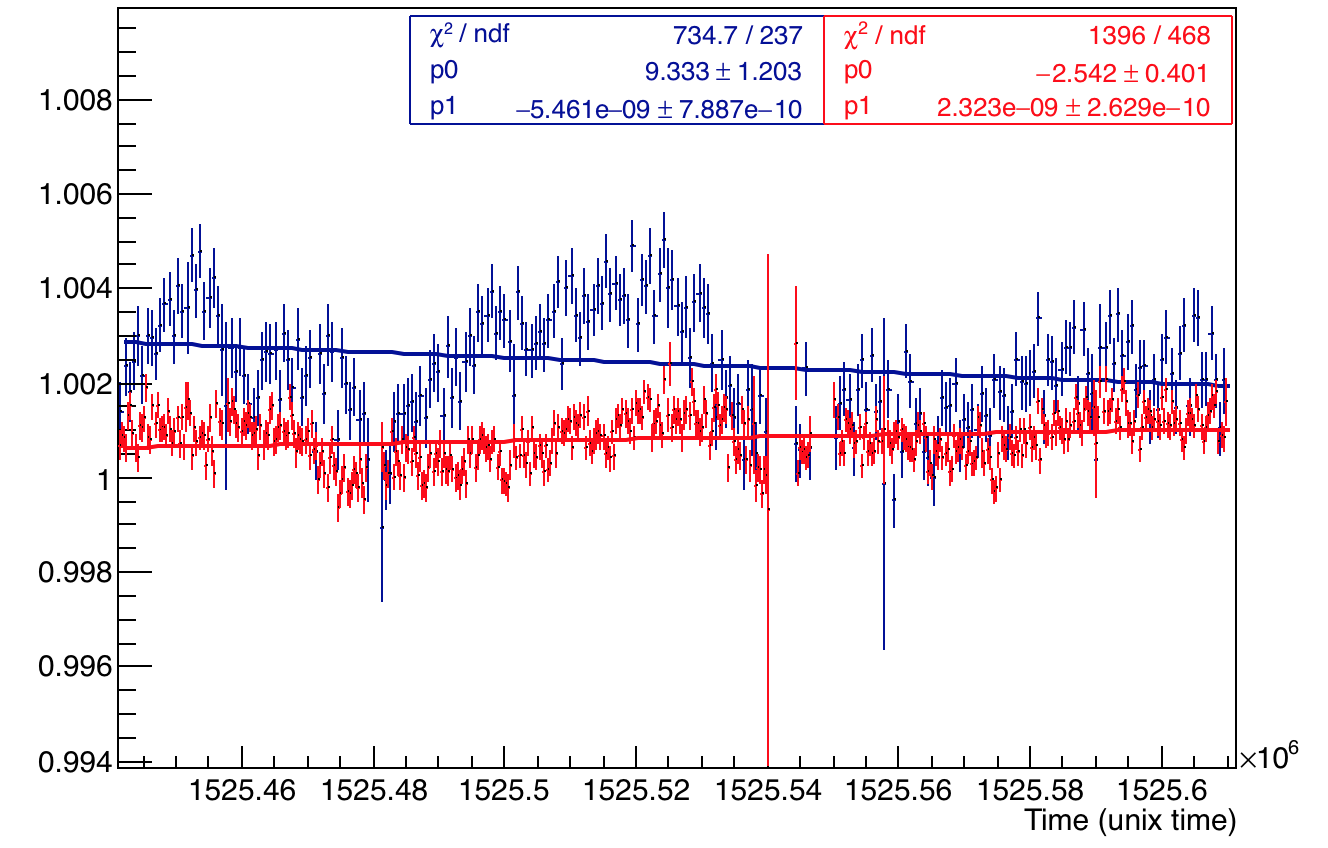 χ² / ndf 734.7 / 237
p0 9.333 ± 1.203
p1 −5.461e−09 ± 7.887e−10
χ² / ndf 1396 / 468
p0 −2.542 ± 0.401
p1 2.323e−09 ± 2.629e−10
1.008
1.006
1.004
1.002
1
0.998
0.996
0.994
1525.46 1525.48 1525.5 1525.52 1525.54 1525.56 1525.58 1525.6
×10⁶
Time (unix time)